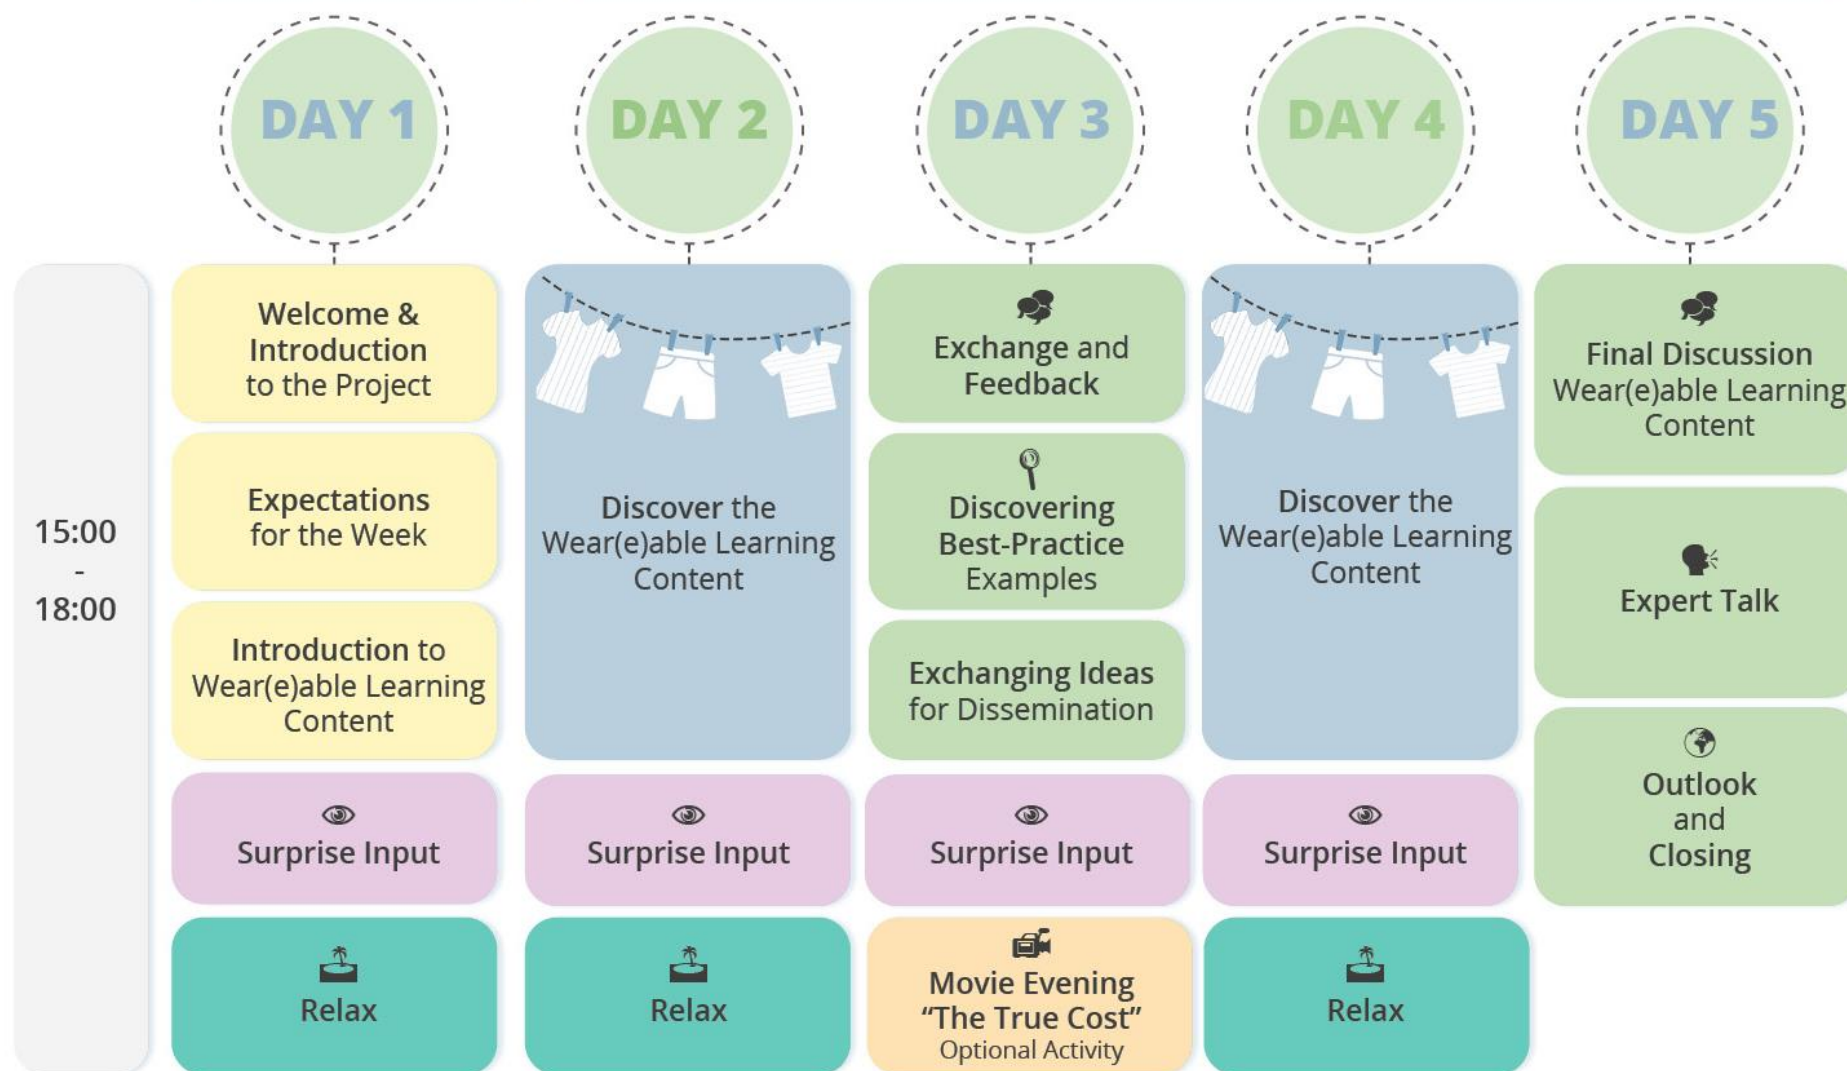 DAY 1
DAY 2
DAY 3
DAY 4
DAY 5
15:00
-
18:00
Welcome &
Introduction
to the Project
Expectations
for the Week
Introduction to
Wear(e)able Learning
Content
Surprise Input
Relax
Discover the
Wear(e)able Learning
Content
Surprise Input
Relax
Exchange and
Feedback
Discovering
Best-Practice
Examples
Exchanging Ideas
for Dissemination
Surprise Input
Movie Evening
“The True Cost”
Optional Activity
Discover the
Wear(e)able Learning
Content
Surprise Input
Relax
Final Discussion
Wear(e)able Learning
Content
Expert Talk
Outlook
and
Closing